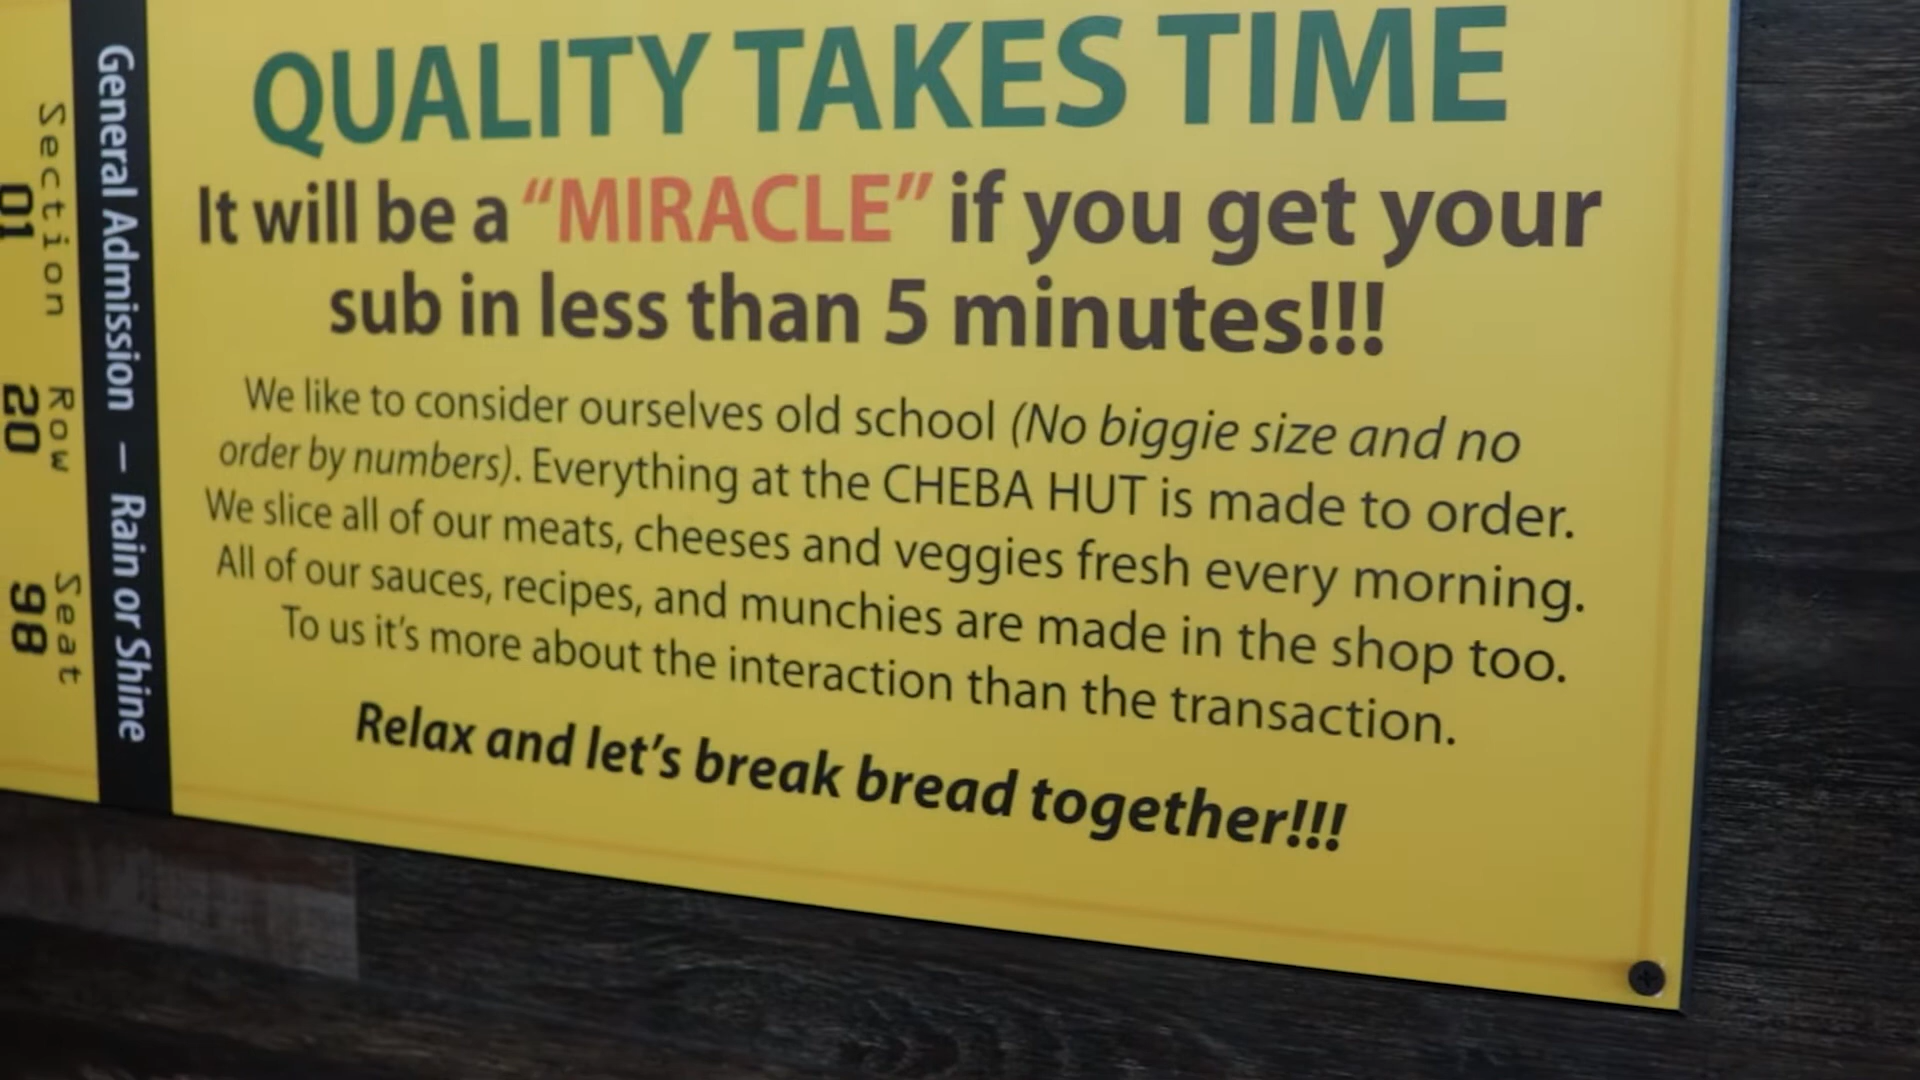 Section
01
Row
20
Seat
98
General Admission – Rain or Shine
QUALITY TAKES TIME
It will be a “MIRACLE” if you get your
sub in less than 5 minutes!!!
We like to consider ourselves old school (No biggie size and no
order by numbers). Everything at the CHEBA HUT is made to order.
We slice all of our meats, cheeses and veggies fresh every morning.
All of our sauces, recipes, and munchies are made in the shop too.
To us it’s more about the interaction than the transaction.
Relax and let’s break bread together!!!